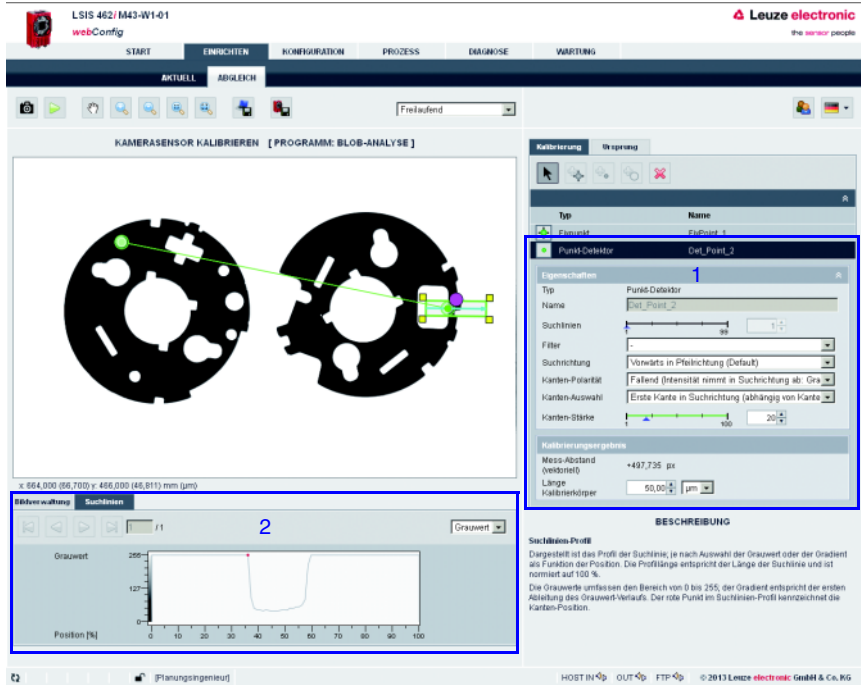 LSIS 462i M43-W1-01
webConfig
Leuze electronic
the sensor people
START EINRICHTEN KONFIGURATION PROZESS DIAGNOSE WARTUNG
AKTUELL ABGLEICH
Freilaufend
KAMERASENSOR KALIBRIEREN [ PROGRAMM: BLOB-ANALYSE ]
Kalibrierung Ursprung
Typ Name
Fixpunkt FixPoint_1
Punkt-Detektor Det_Point_2
1
Eigenschaften
Typ Punkt-Detektor
Name Det_Point_2
Suchlinien 1 99 1
Filter -
Suchrichtung Vorwärts in Pfeilrichtung (Default)
Kanten-Polarität Fallend (Intensität nimmt in Suchrichtung ab: Gra
Kanten-Auswahl Erste Kante in Suchrichtung (abhängig von Kante
Kanten-Stärke 1 100 20
Kalibrierungsergebnis
Mess-Abstand (vektoriell) +497,735 px
Länge Kalibrierkörper 50,00 µm
x: 664,000 (66,700) y: 466,000 (46,811) mm (µm)
Bildverwaltung Suchlinien
1 /1
2
Grauwert
Grauwert
255
127
0
Position [%]
0 10 20 30 40 50 60 70 80 90 100
BESCHREIBUNG
Suchlinien-Profil
Dargestellt ist das Profil der Suchlinie; je nach Auswahl der Grauwert oder der Gradient
als Funktion der Position. Die Profillänge entspricht der Länge der Suchlinie und ist
normiert auf 100 %.
Die Grauwerte umfassen den Bereich von 0 bis 255; der Gradient entspricht der ersten
Ableitung des Grauwert-Verlaufs. Der rote Punkt im Suchlinien-Profil kennzeichnet die
Kanten-Position.
[Planungsingenieur]
HOST IN OUT FTP © 2013 Leuze electronic GmbH & Co. KG